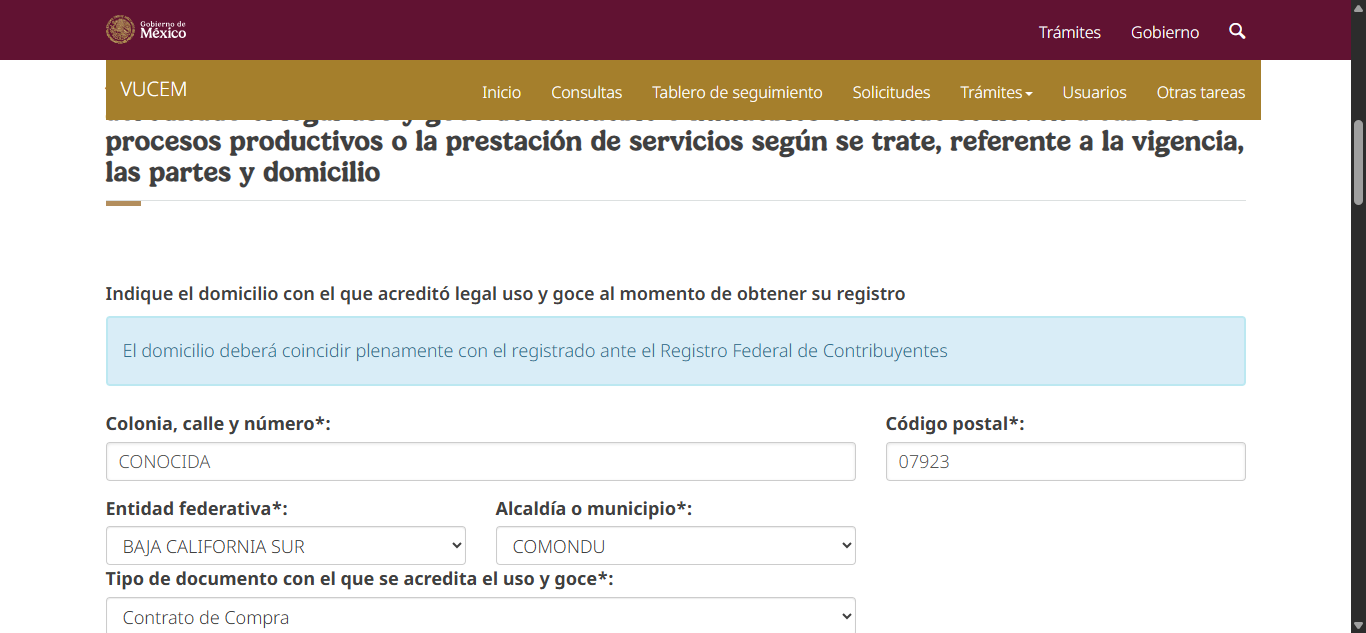 Gobierno de
México
Trámites Gobierno
VUCEM
Inicio Consultas Tablero de seguimiento Solicitudes Trámites Usuarios Otras tareas
procesos productivos o la prestación de servicios según se trate, referente a la vigencia,
las partes y domicilio
Indique el domicilio con el que acreditó legal uso y goce al momento de obtener su registro
El domicilio deberá coincidir plenamente con el registrado ante el Registro Federal de Contribuyentes
Colonia, calle y número*: Código postal*:
CONOCIDA 07923
Entidad federativa*: Alcaldía o municipio*:
BAJA CALIFORNIA SUR COMONDU
Tipo de documento con el que se acredita el uso y goce*:
Contrato de Compra